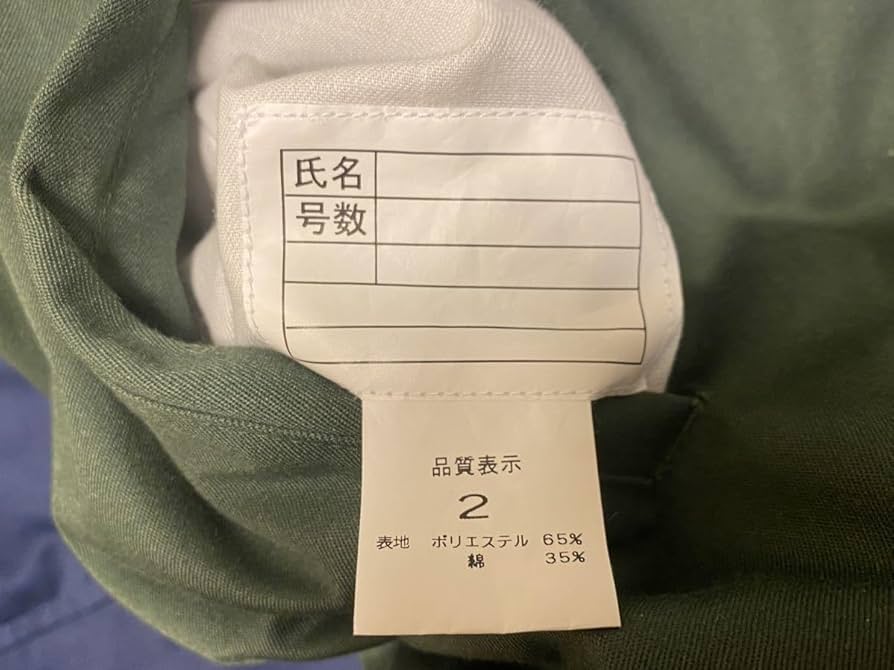 氏名
号数
品質表示
2
表地 ポリエステル 65%
綿 35%